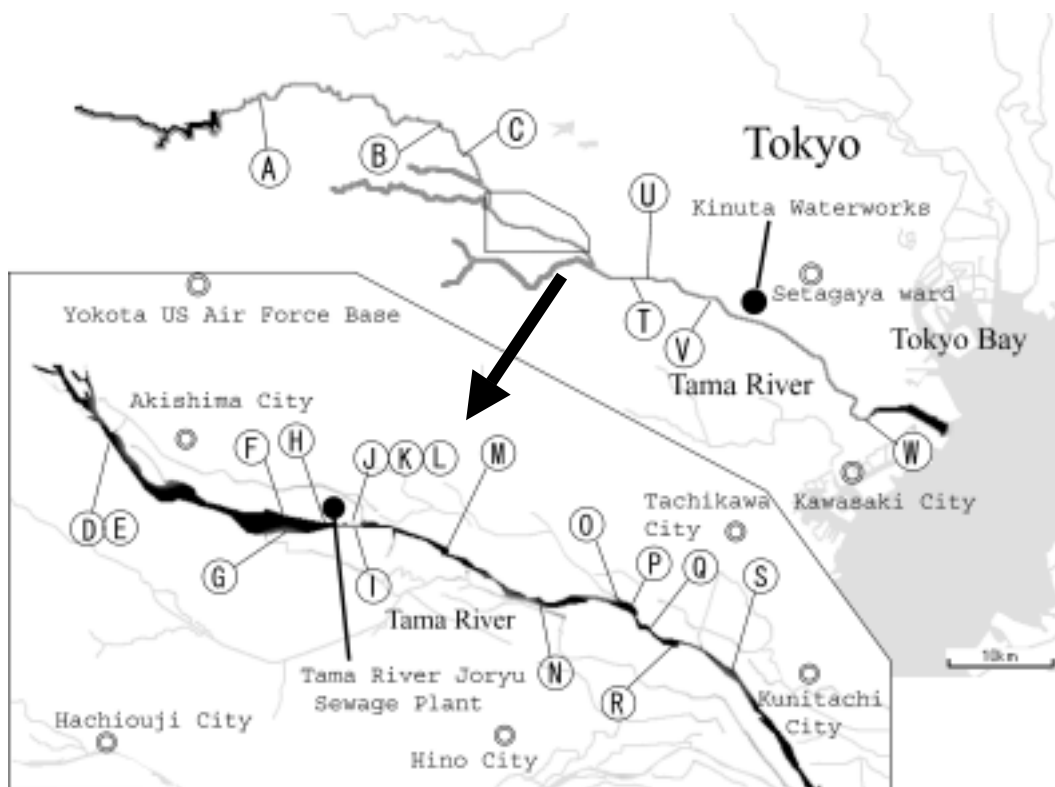 Tokyo
Kinuta Waterworks
Setagaya ward
Tokyo Bay
Tama River
Kawasaki City
10km
A
B
C
U
T
V
W
Yokota US Air Force Base
Akishima City
F
H
J K L
M
D E
G
I
Tachikawa
City
O
P
Q
S
Tama River
N
R
Tama River Joryu
Sewage Plant
Kunitachi
City
Hachiouji City
Hino City